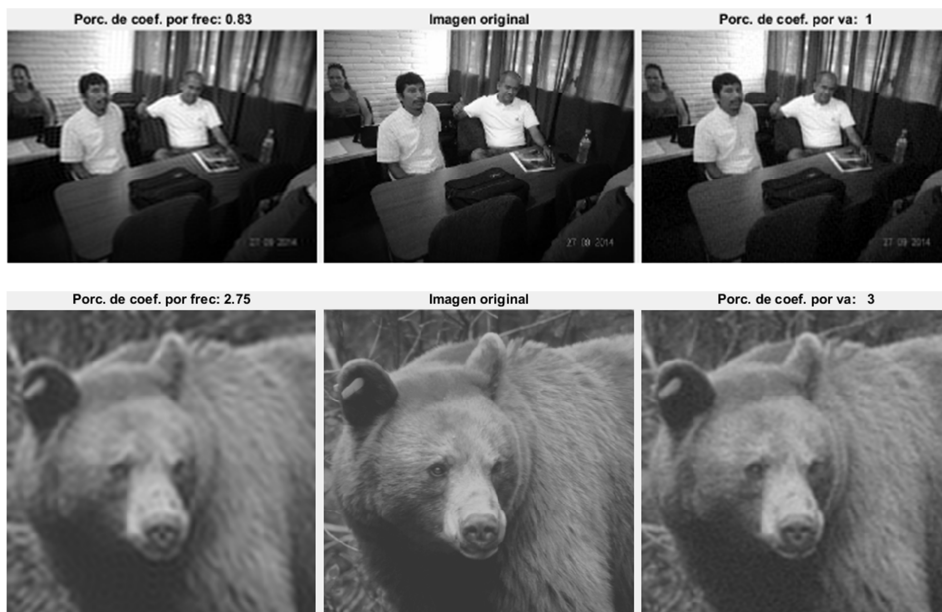 Porc. de coef. por frec: 0.83
Imagen original
Porc. de coef. por va: 1
27 09 2014
27 09 2014
27 09 2014
Porc. de coef. por frec: 2.75
Imagen original
Porc. de coef. por va: 3